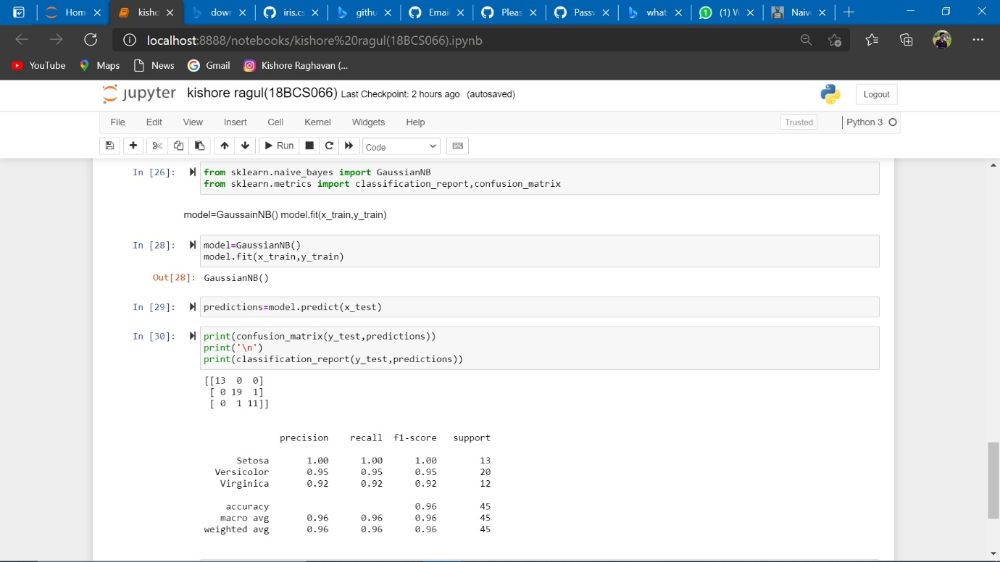 Hom
kisho
dowr
iris.cs
githu
Emai
Pleas
Passv
what
(1) W
Naiv
localhost:8888/notebooks/kishore%20ragul(18BCS066).ipynb
YouTube Maps News Gmail Kishore Raghavan (...
jupyter kishore ragul(18BCS066) Last Checkpoint: 2 hours ago (autosaved) Logout
File Edit View Insert Cell Kernel Widgets Help Trusted Python 3
Run Code
In [26]: from sklearn.naive_bayes import GaussianNB
from sklearn.metrics import classification_report,confusion_matrix
model=GaussainNB() model.fit(x_train,y_train)
In [28]: model=GaussianNB()
model.fit(x_train,y_train)
Out[28]: GaussianNB()
In [29]: predictions=model.predict(x_test)
In [30]: print(confusion_matrix(y_test,predictions))
print('\n')
print(classification_report(y_test,predictions))
[[13 0 0]
[ 0 19 1]
[ 0 1 11]]
precision recall f1-score support
Setosa 1.00 1.00 1.00 13
Versicolor 0.95 0.95 0.95 20
Virginica 0.92 0.92 0.92 12
accuracy 0.96 45
macro avg 0.96 0.96 0.96 45
weighted avg 0.96 0.96 0.96 45